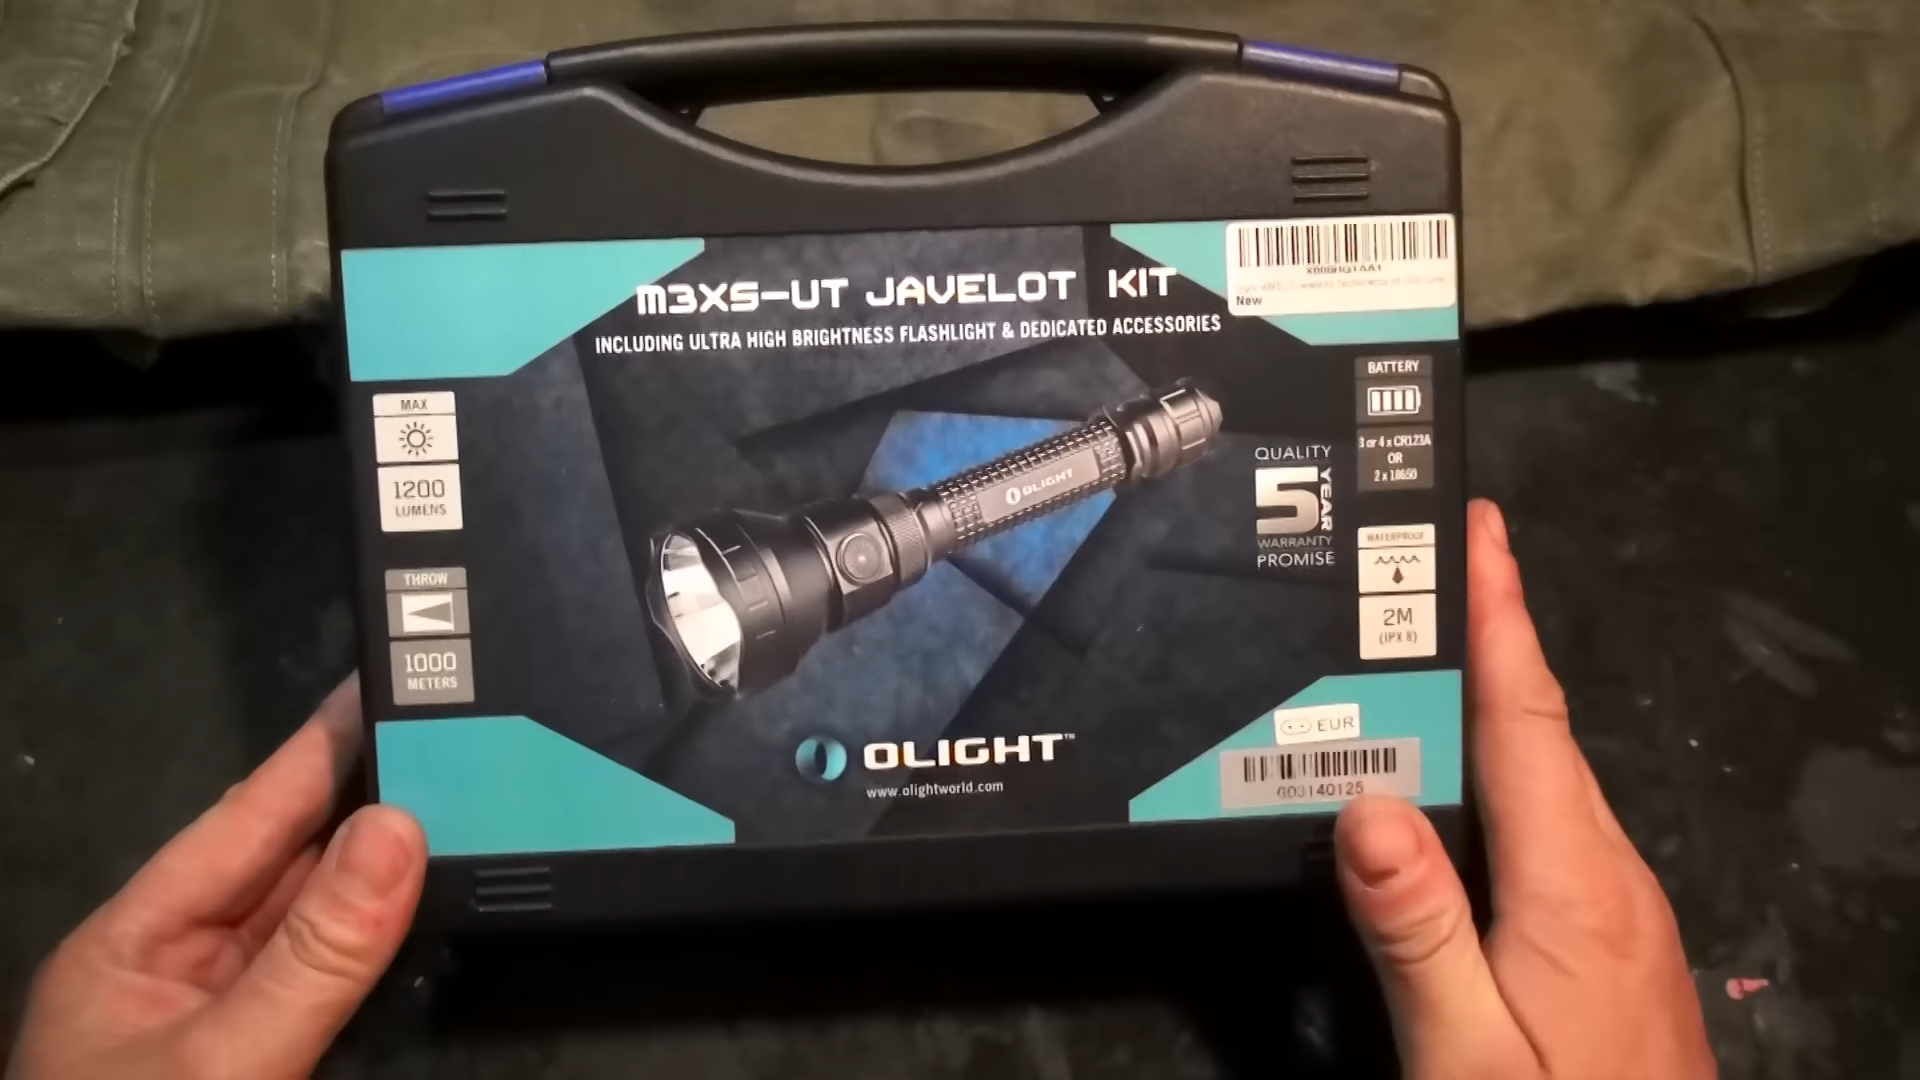 M3XS-UT JAVELOT KIT
INCLUDING ULTRA HIGH BRIGHTNESS FLASHLIGHT & DEDICATED ACCESSORIES
New
MAX
1200
LUMENS
THROW
1000
METERS
OLIGHT
QUALITY
5 YEAR
WARRANTY
PROMISE
BATTERY
3 or 4 x CR123A
OR
2 x 18650
WATERPROOF
2M
(IPX 8)
OLIGHT™
www.olightworld.com
EUR
G03140125